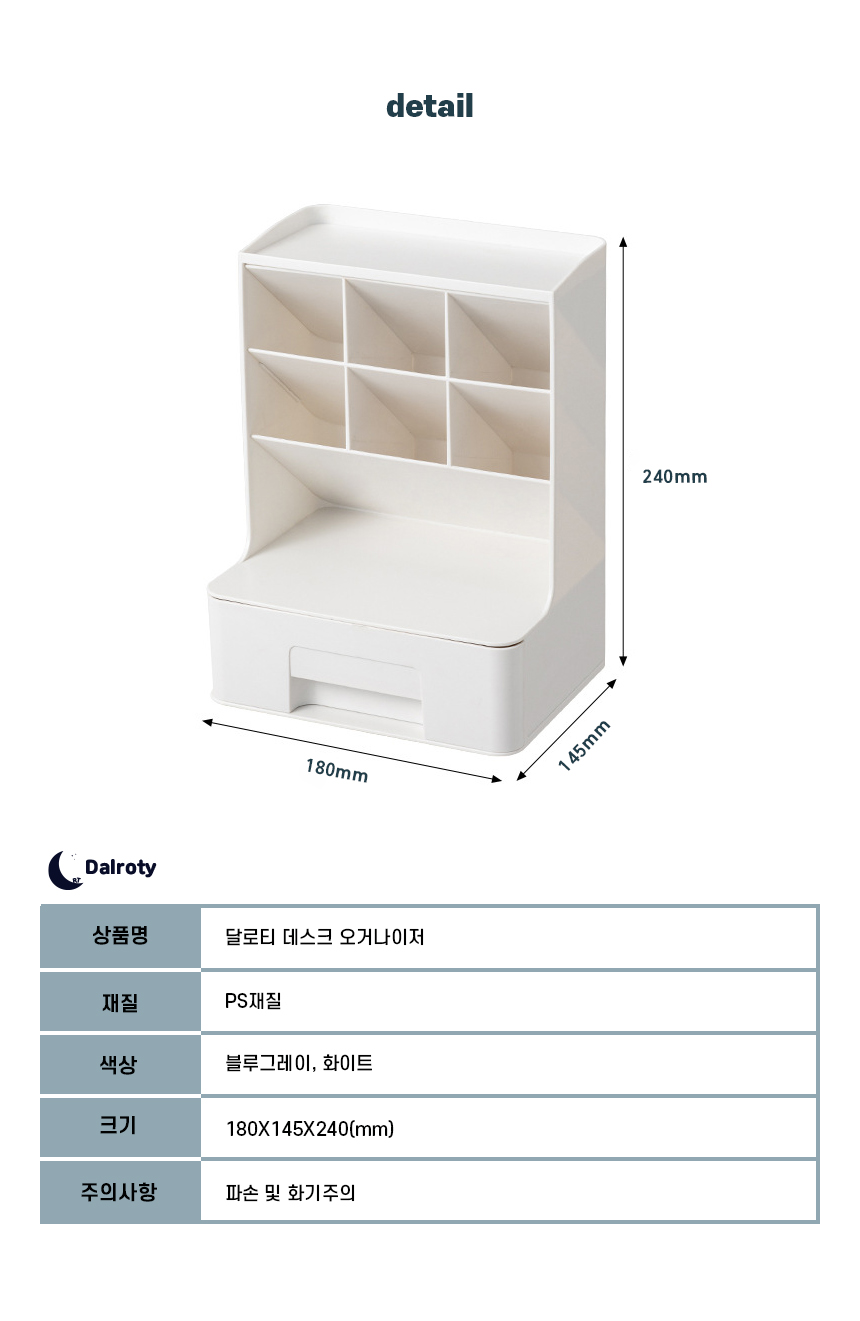 detail
240mm
145mm
180mm
Dalroty
상품명
달로티 데스크 오거나이저
재질
PS재질
색상
블루그레이, 화이트
크기
180X145X240(mm)
주의사항
파손 및 화기주의